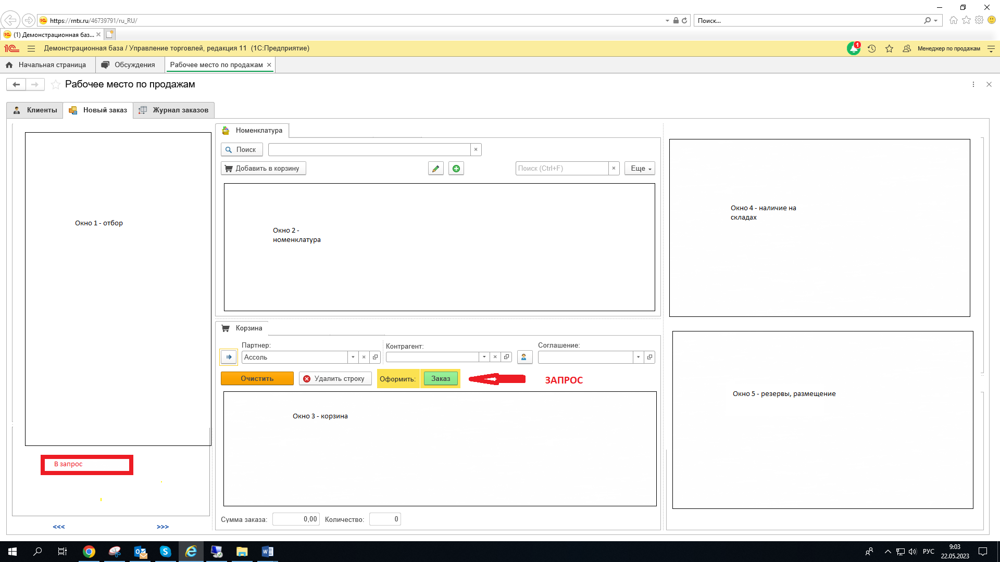 https://rntx.ru/46739791/ru_RU/
Поиск...
(1) Демонстрационная баз...
1С
Демонстрационная база / Управление торговлей, редакция 11 (1С:Предприятие)
1
Менеджер по продажам
Начальная страница
Обсуждения
Рабочее место по продажам
Рабочее место по продажам
Клиенты
Новый заказ
Журнал заказов
Окно 1 - отбор
В запрос
<<<
>>>
Номенклатура
Поиск
Добавить в корзину
Поиск (Ctrl+F)
Еще
Окно 2 -
номенклатура
Корзина
Партнер:
Контрагент:
Соглашение:
Ассоль
Очистить
Удалить строку
Оформить:
Заказ
ЗАПРОС
Окно 3 - корзина
Сумма заказа:
0,00
Количество:
0
Окно 4 - наличие на
складах
Окно 5 - резервы, размещение
РУС
9:03
22.05.2023